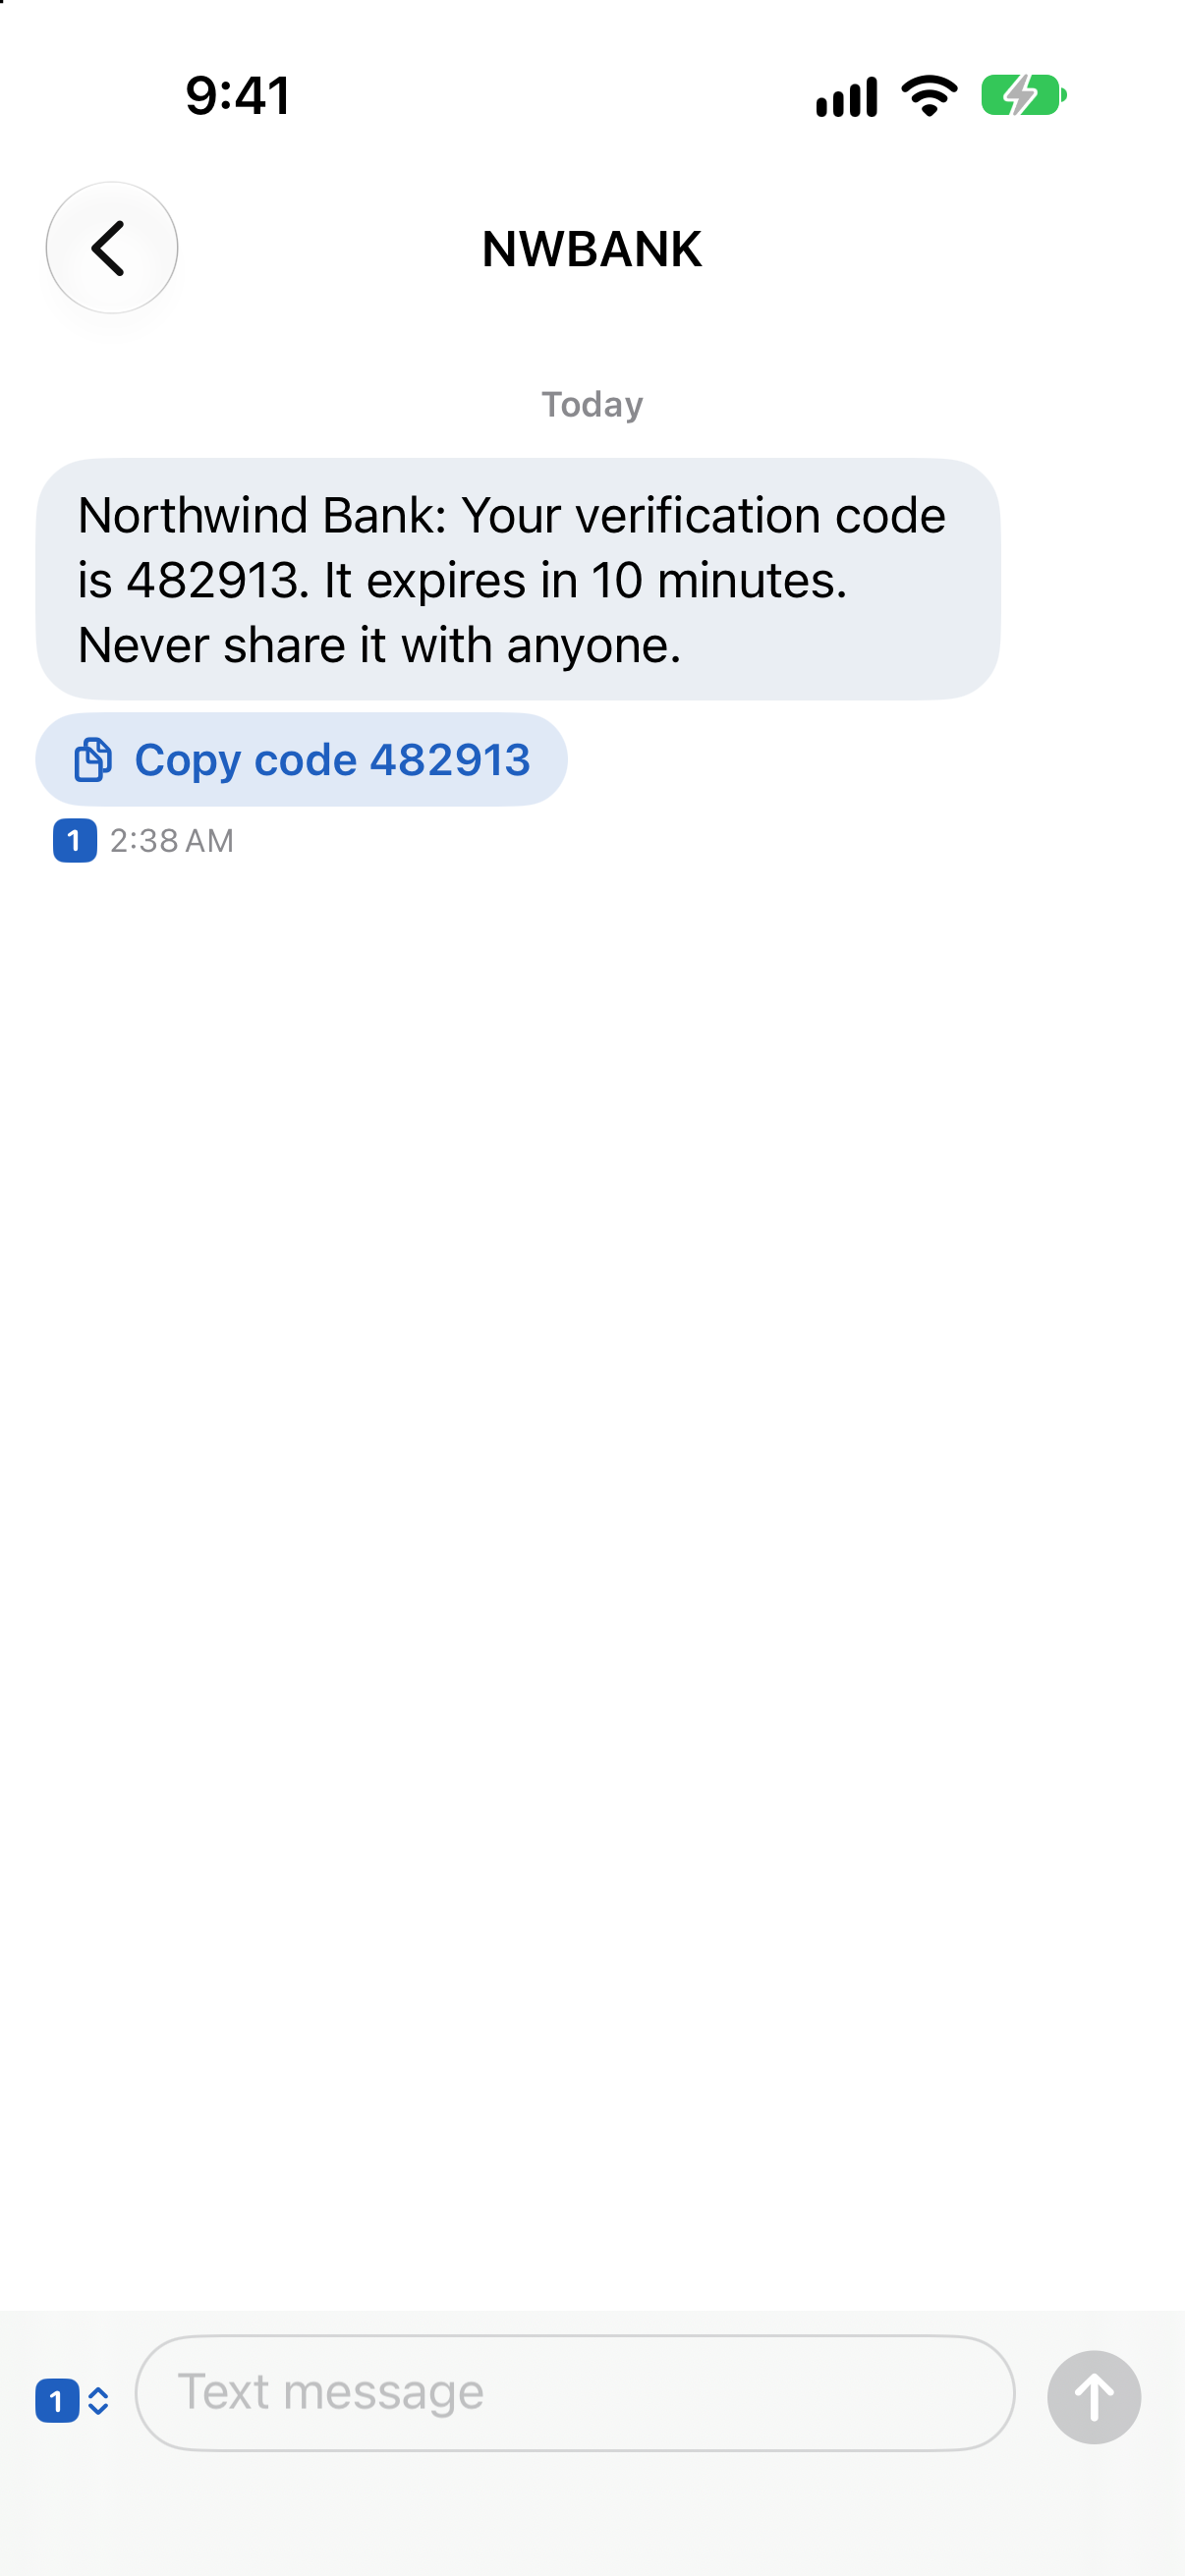 9:41
NWBANK
Today
Northwind Bank: Your verification code
is 482913. It expires in 10 minutes.
Never share it with anyone.
Copy code 482913
1 2:38 AM
1 Text message